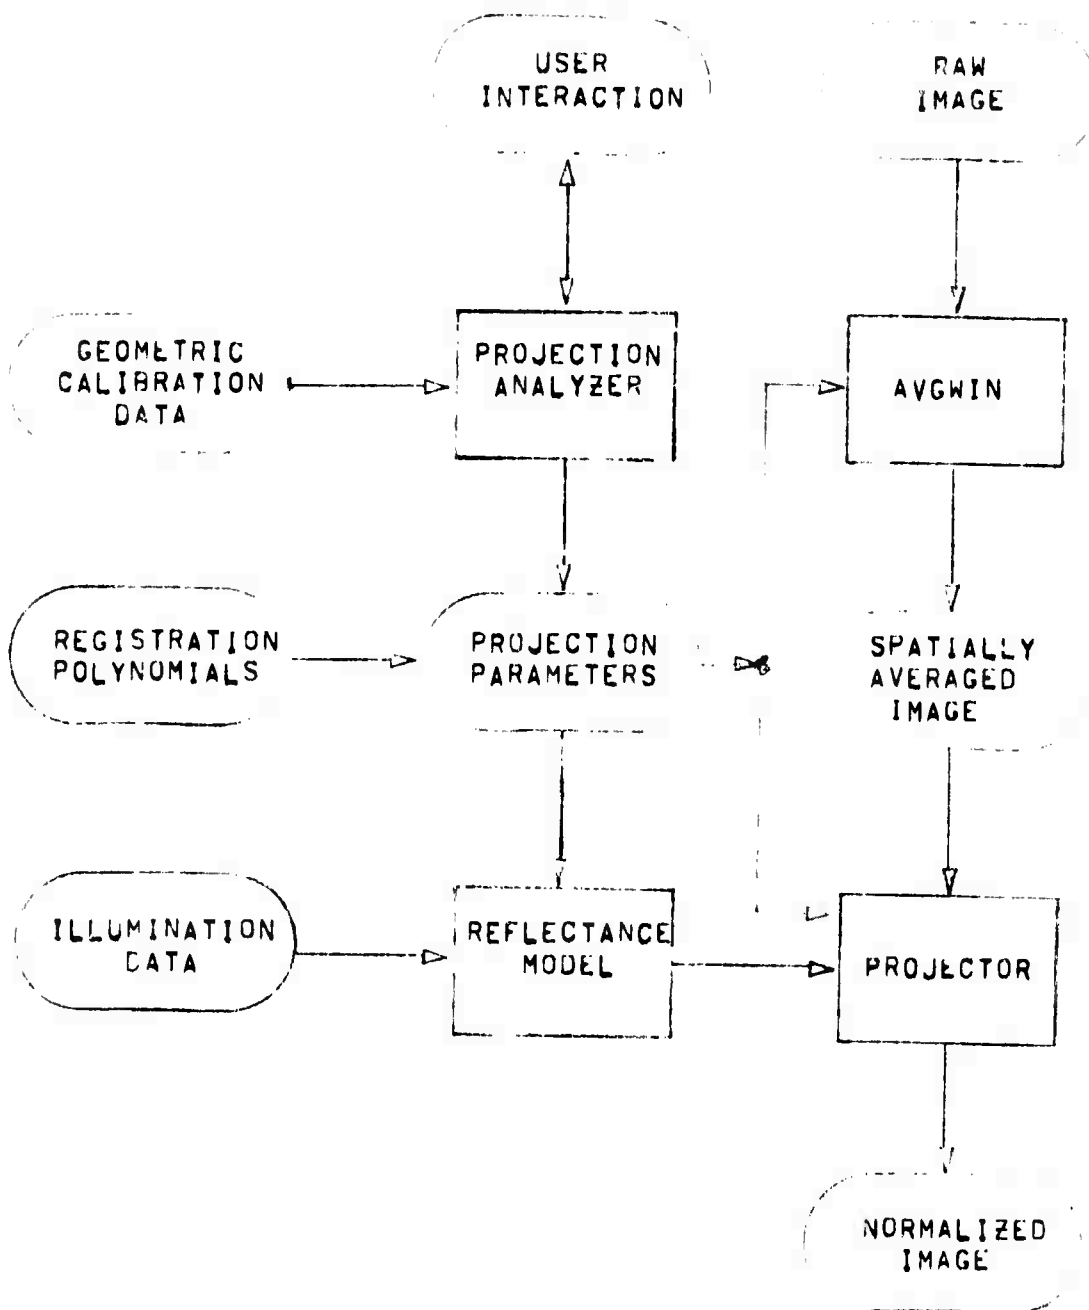 USER
INTERACTION
RAW
IMAGE
GEOMETRIC
CALIBRATION
DATA
PROJECTION
ANALYZER
AVGWIN
REGISTRATION
POLYNOMIALS
PROJECTION
PARAMETERS
SPATIALLY
AVERAGED
IMAGE
ILLUMINATION
DATA
REFLECTANCE
MODEL
PROJECTOR
NORMALIZED
IMAGE